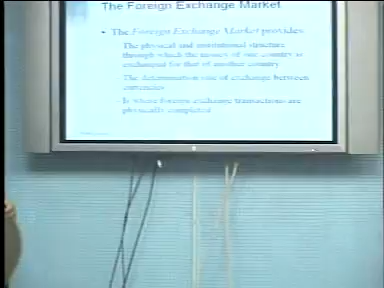 The Foreign Exchange Market
• The Foreign Exchange Market provides
The physical and institutional structure
through which the money of one country is
exchanged for that of another country
The determination rate of exchange between
currencies
Is where foreign exchange transactions are
physically completed